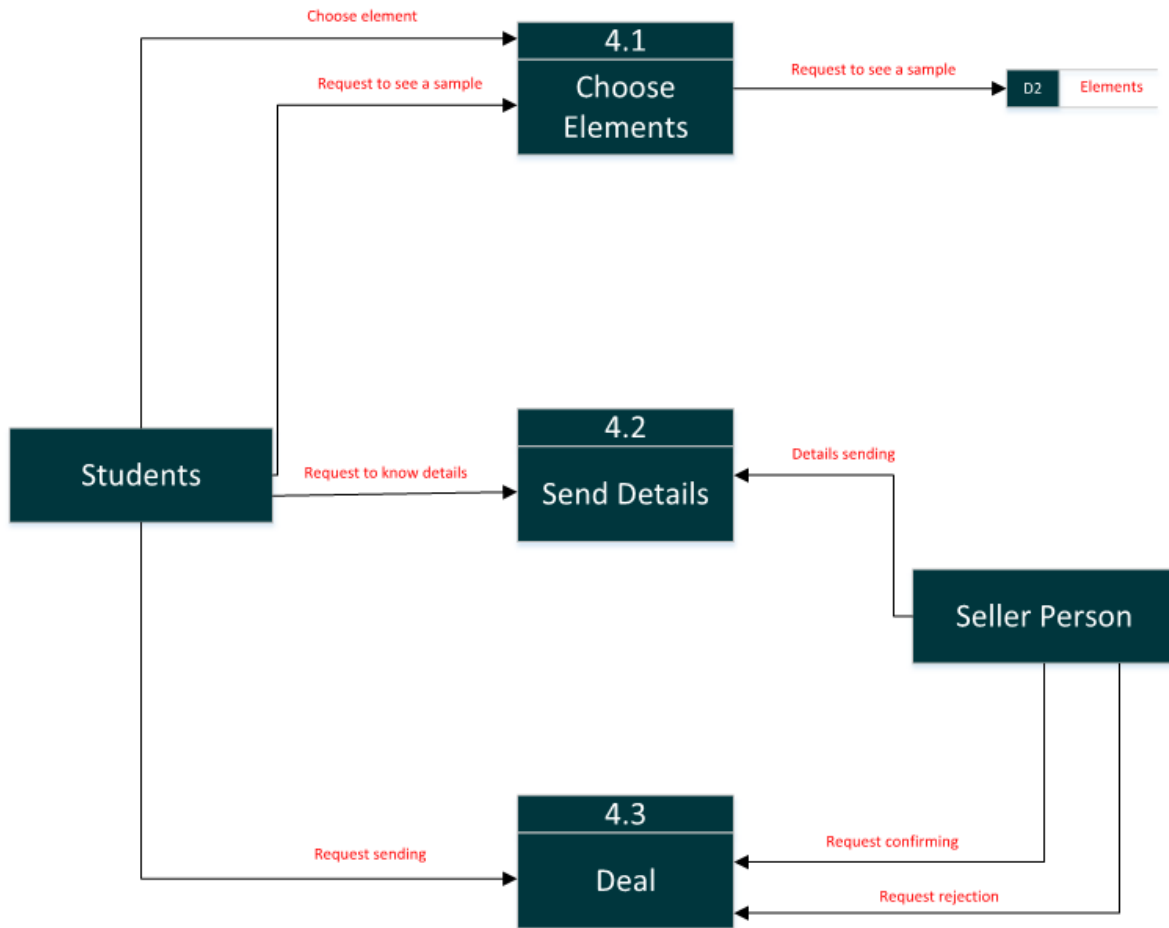 Choose element
4.1
Request to see a sample
Choose
Elements
Request to see a sample
D2
Elements
4.2
Students
Request to know details
Send Details
Details sending
Seller Person
4.3
Request sending
Deal
Request confirming
Request rejection